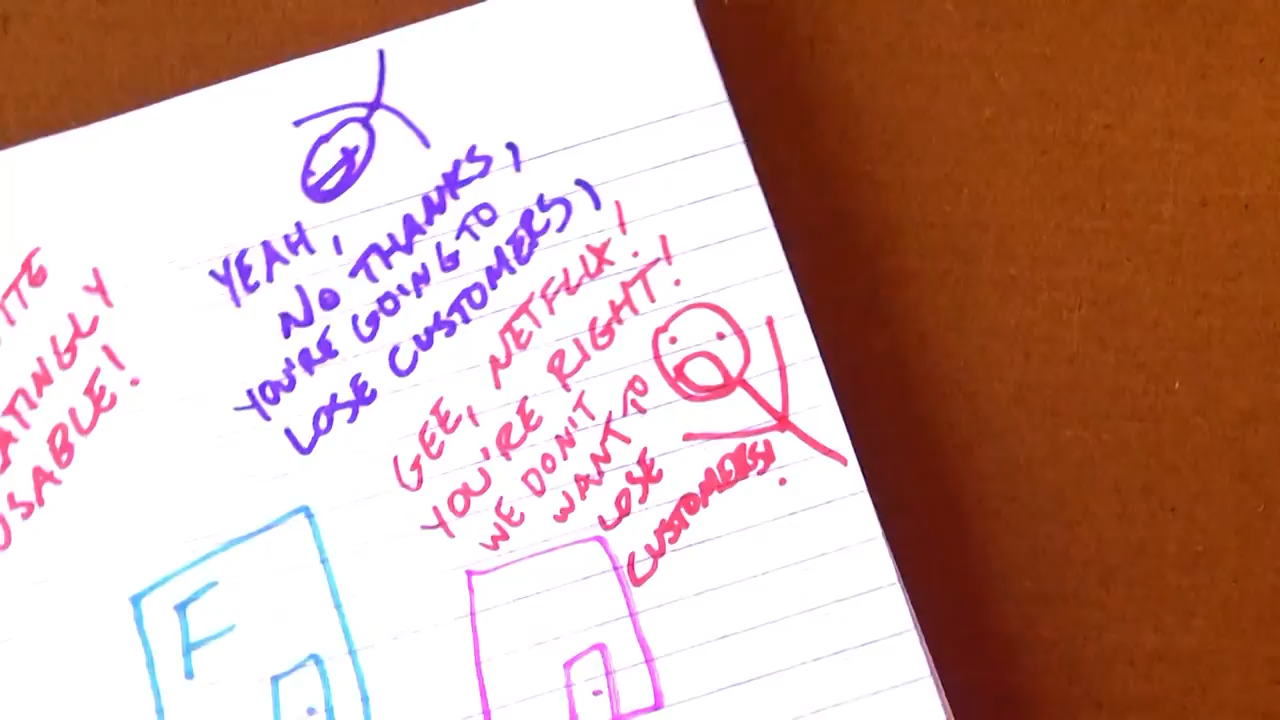 YEAH,
NO THANKS,
YOU'RE GOING TO
LOSE CUSTOMERS,
GEE, NETFLIX!
YOU'RE RIGHT!
WE DON'T
WANT TO
LOSE
CUSTOMERS!
F